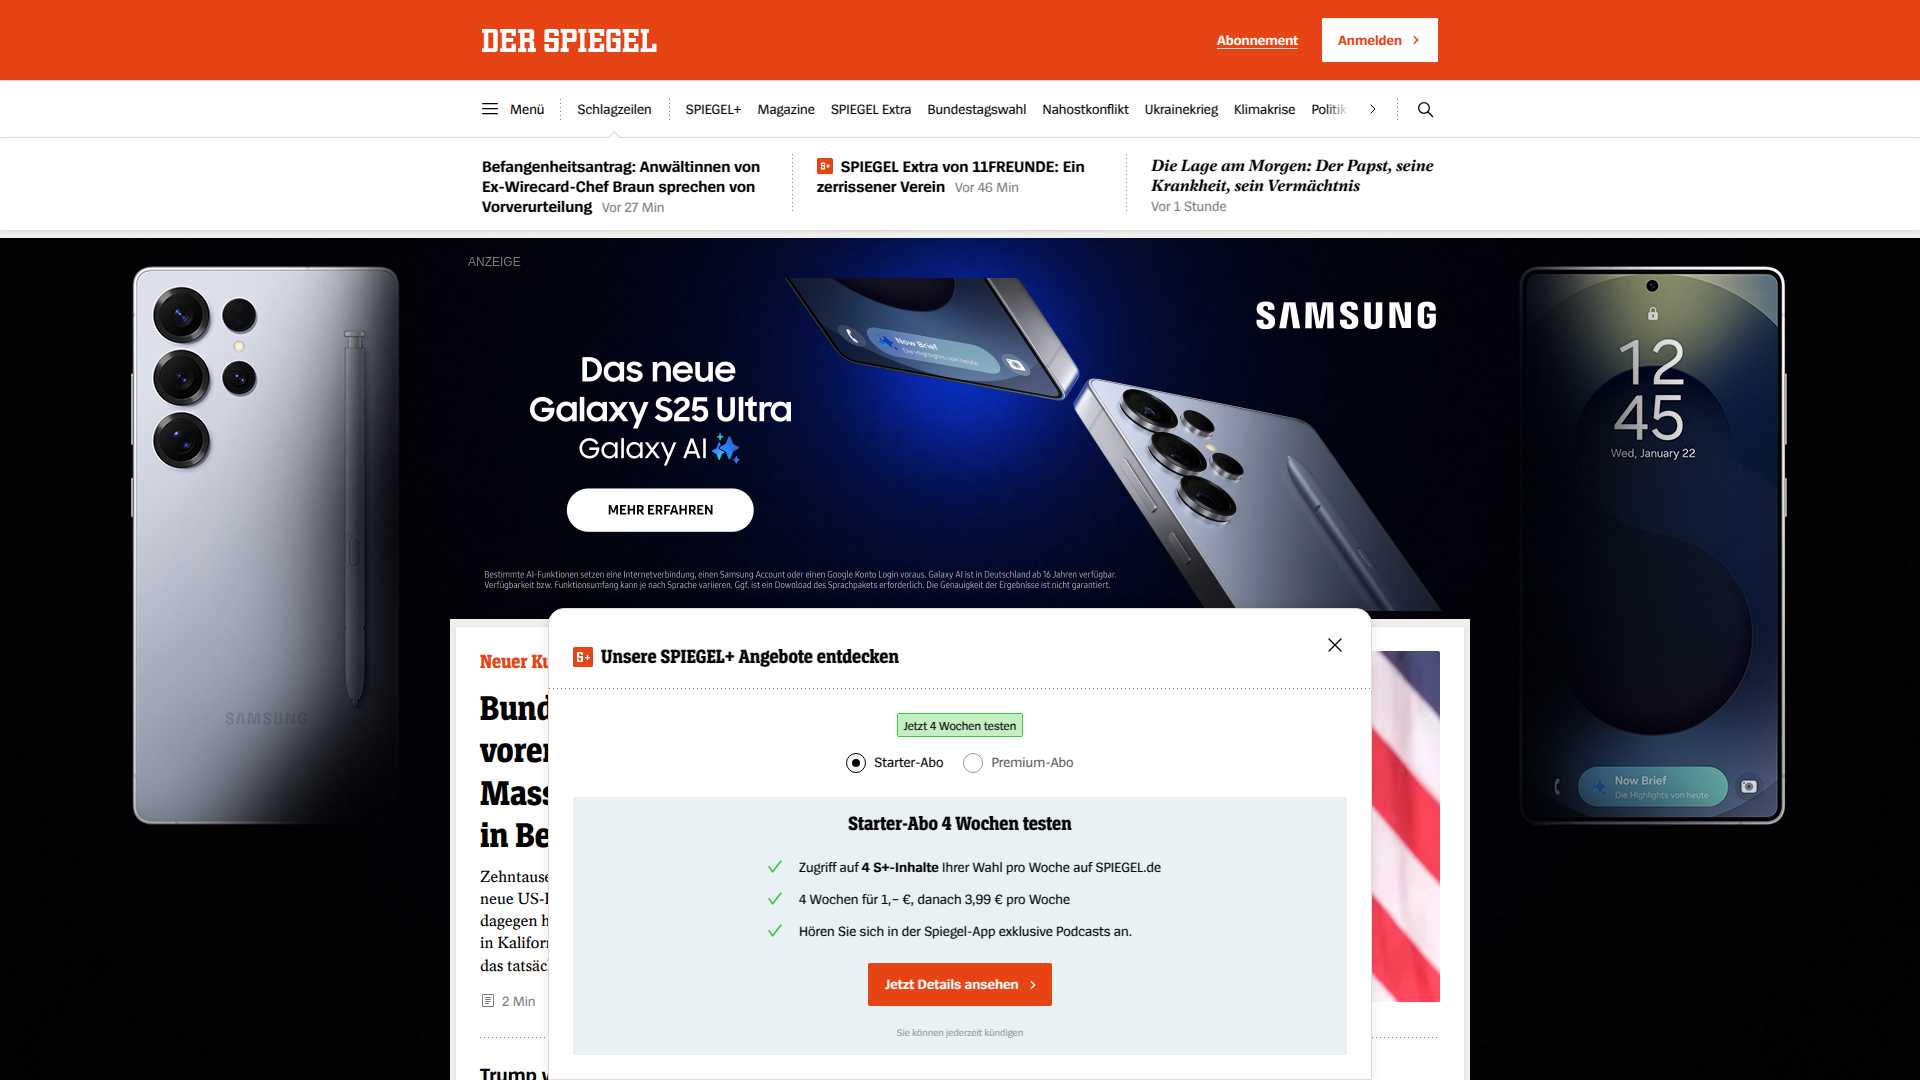 DER SPIEGEL
Abonnement
Anmelden
Menü
Schlagzeilen
SPIEGEL+
Magazine
SPIEGEL Extra
Bundestagswahl
Nahostkonflikt
Ukrainekrieg
Klimakrise
Politik
Befangenheitsantrag: Anwältinnen von
Ex-Wirecard-Chef Braun sprechen von
Vorverurteilung Vor 27 Min
SPIEGEL Extra von 11FREUNDE: Ein
zerrissener Verein Vor 46 Min
Die Lage am Morgen: Der Papst, seine
Krankheit, sein Vermächtnis
Vor 1 Stunde
ANZEIGE
SAMSUNG
Das neue
Galaxy S25 Ultra
Galaxy AI
MEHR ERFAHREN
Now Brief
Die Highlights von heute
Bestimmte AI-Funktionen setzen eine Internetverbindung, einen Samsung Account oder einen Google Konto Login voraus. Galaxy AI ist in Deutschland ab 16 Jahren verfügbar.
Verfügbarkeit bzw. Funktionsumfang kann je nach Sprache variieren. Ggf. ist ein Download des Sprachpakets erforderlich. Die Genauigkeit der Ergebnisse ist nicht garantiert.
SAMSUNG
12
45
Wed, January 22
Now Brief
Die Highlights von heute
Neuer Ku
Bund
vorer
Mass
in Be
Zehntause
neue US-
dagegen h
in Kaliforn
das tatsäc
2 Min
Trump
Unsere SPIEGEL+ Angebote entdecken
Jetzt 4 Wochen testen
Starter-Abo
Premium-Abo
Starter-Abo 4 Wochen testen
Zugriff auf 4 S+-Inhalte Ihrer Wahl pro Woche auf SPIEGEL.de
4 Wochen für 1,– €, danach 3,99 € pro Woche
Hören Sie sich in der Spiegel-App exklusive Podcasts an.
Jetzt Details ansehen
Sie können jederzeit kündigen